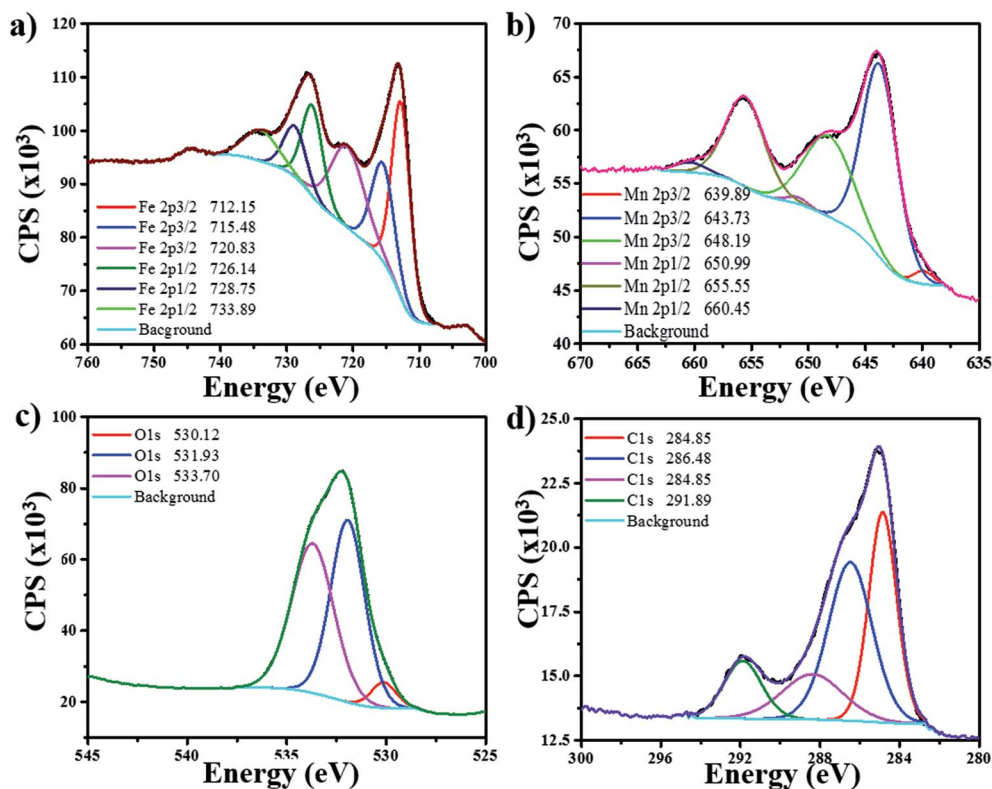 a)
120
110
100
90
80
70
60
CPS (x10³)
Fe 2p3/2 712.15
Fe 2p3/2 715.48
Fe 2p3/2 720.83
Fe 2p1/2 726.14
Fe 2p1/2 728.75
Fe 2p1/2 733.89
Bacground
760 750 740 730 720 710 700
Energy (eV)
b)
70
65
60
55
50
45
40
CPS (x10³)
Mn 2p3/2 639.89
Mn 2p3/2 643.73
Mn 2p3/2 648.19
Mn 2p1/2 650.99
Mn 2p1/2 655.55
Mn 2p1/2 660.45
Background
670 665 660 655 650 645 640 635
Energy (eV)
c)
100
80
60
40
20
CPS (x10³)
O1s 530.12
O1s 531.93
O1s 533.70
Background
545 540 535 530 525
Energy (eV)
d)
25.0
22.5
20.0
17.5
15.0
12.5
CPS (x10³)
C1s 284.85
C1s 286.48
C1s 284.85
C1s 291.89
Background
300 296 292 288 284 280
Energy (eV)